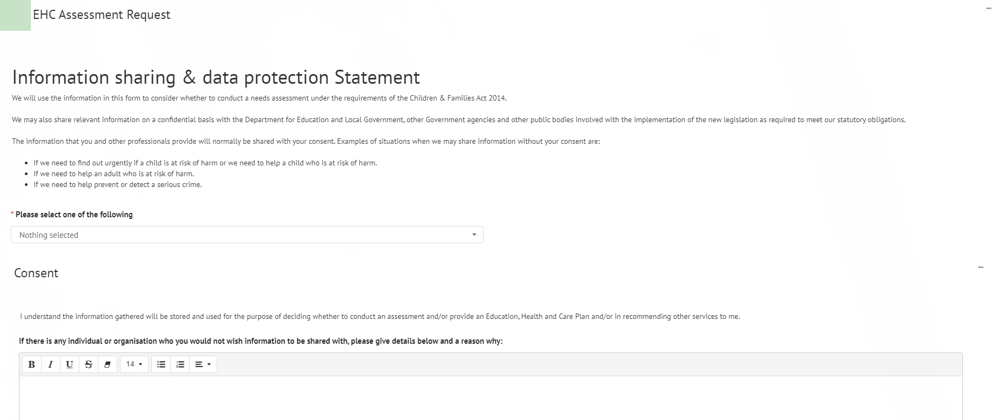 EHC Assessment Request
Information sharing & data protection Statement
We will use the information in this form to consider whether to conduct a needs assessment under the requirements of the Children & Families Act 2014.
We may also share relevant information on a confidential basis with the Department for Education and Local Government, other Government agencies and other public bodies involved with the implementation of the new legislation as required to meet our statutory obligations.
The information that you and other professionals provide will normally be shared with your consent. Examples of situations when we may share information without your consent are:
• If we need to find out urgently if a child is at risk of harm or we need to help a child who is at risk of harm.
• If we need to help an adult who is at risk of harm.
• If we need to help prevent or detect a serious crime.
* Please select one of the following
Nothing selected
Consent
I understand the information gathered will be stored and used for the purpose of deciding whether to conduct an assessment and/or provide an Education, Health and Care Plan and/or in recommending other services to me.
If there is any individual or organisation who you would not wish information to be shared with, please give details below and a reason why:
B I U S 14